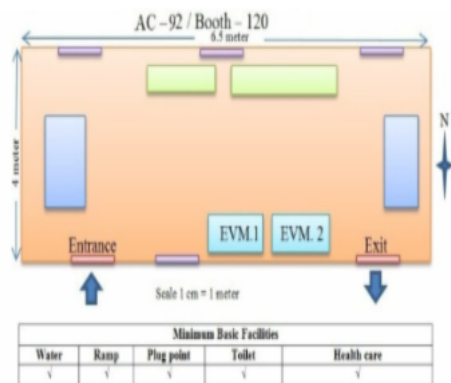 AC -92 / Booth - 120
6.5 meter
4 meter
N
EVM.1 EVM. 2
Entrance Exit
Scale 1 cm = 1 meter
Minimum Basic Facilities
Water Ramp Plug point Toilet Health care
√ √ √ √ √